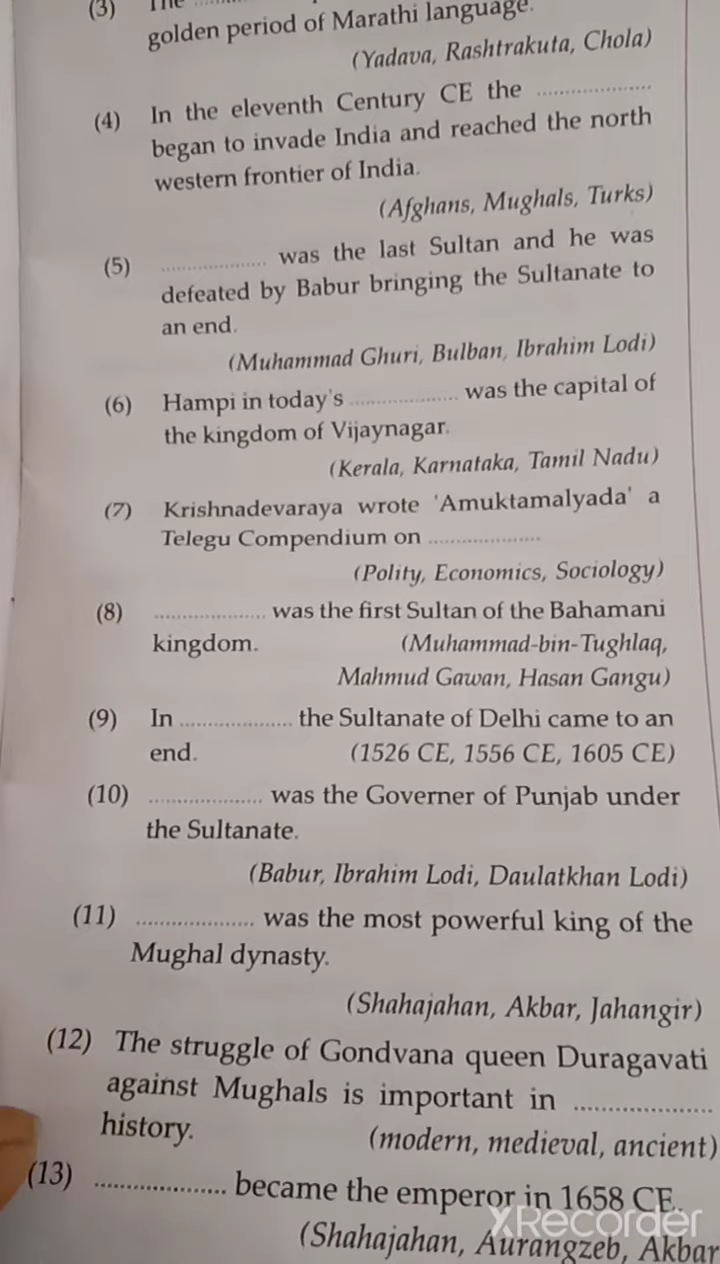 (3) The ....................
golden period of Marathi language.
(Yadava, Rashtrakuta, Chola)
(4) In the eleventh Century CE the ....................
began to invade India and reached the north
western frontier of India.
(Afghans, Mughals, Turks)
(5) .................... was the last Sultan and he was
defeated by Babur bringing the Sultanate to
an end.
(Muhammad Ghuri, Bulban, Ibrahim Lodi)
(6) Hampi in today's .................... was the capital of
the kingdom of Vijaynagar.
(Kerala, Karnataka, Tamil Nadu)
(7) Krishnadevaraya wrote 'Amuktamalyada' a
Telegu Compendium on ....................
(Polity, Economics, Sociology)
(8) .................... was the first Sultan of the Bahamani
kingdom. (Muhammad-bin-Tughlaq,
Mahmud Gawan, Hasan Gangu)
(9) In .................... the Sultanate of Delhi came to an
end. (1526 CE, 1556 CE, 1605 CE)
(10) .................... was the Governer of Punjab under
the Sultanate.
(Babur, Ibrahim Lodi, Daulatkhan Lodi)
(11) .................... was the most powerful king of the
Mughal dynasty.
(Shahajahan, Akbar, Jahangir)
(12) The struggle of Gondvana queen Duragavati
against Mughals is important in ....................
history. (modern, medieval, ancient)
(13) .................... became the emperor in 1658 CE.
(Shahajahan, Aurangzeb, Akbar
XRecorder